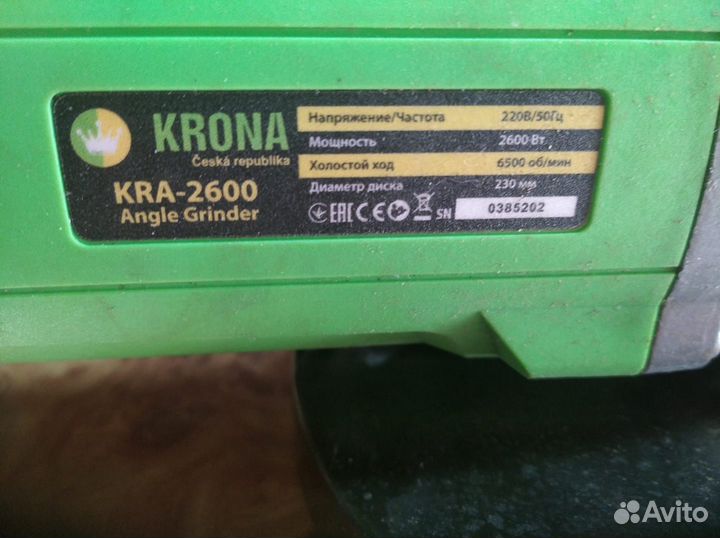 KRONA
Česká republika
KRA-2600
Angle Grinder
Напряжение/Частота 220В/50Гц
Мощность 2600 Вт
Холостой ход 6500 об/мин
Диаметр диска 230 мм
EAC CE SN 0385202
Avito